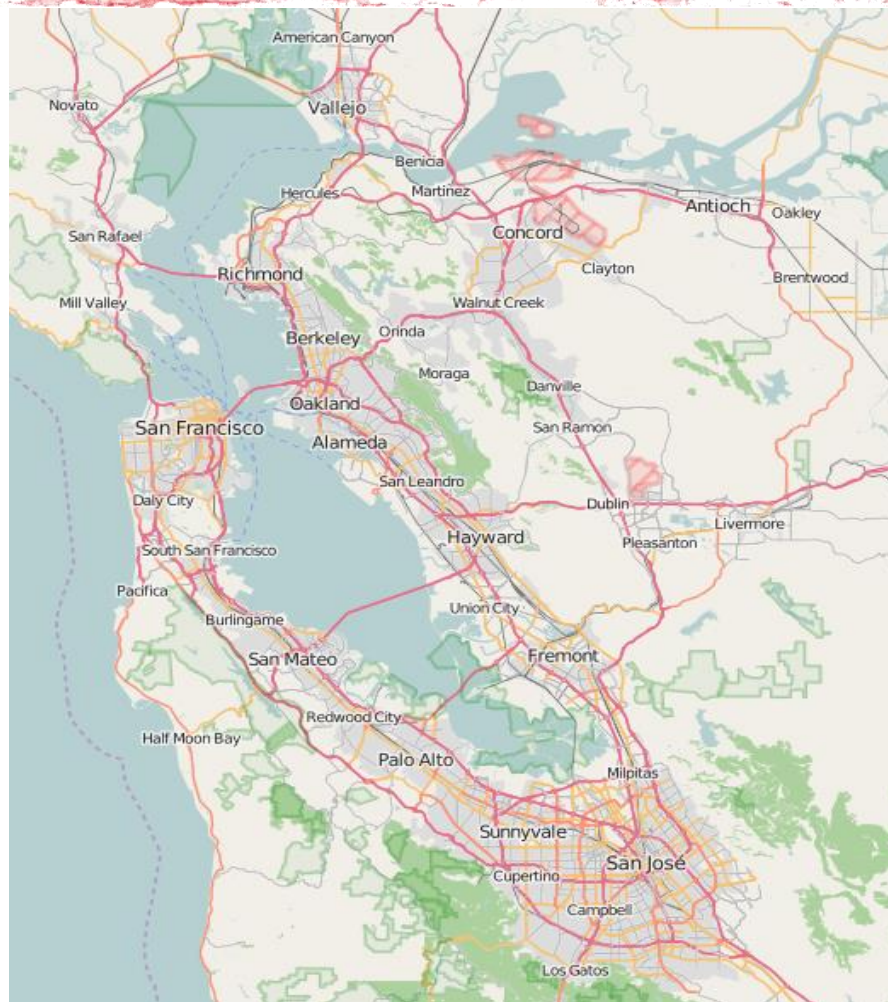 American Canyon
Novato
Vallejo
Benicia
Martinez
Hercules
Antioch
Oakley
San Rafael
Concord
Richmond
Clayton
Brentwood
Mill Valley
Walnut Creek
Berkeley
Orinda
Moraga
Danville
Oakland
San Francisco
San Ramon
Alameda
San Leandro
Daly City
Dublin
Livermore
Hayward
Pleasanton
South San Francisco
Pacifica
Union City
Burlingame
San Mateo
Fremont
Redwood City
Half Moon Bay
Palo Alto
Milpitas
Sunnyvale
San José
Cupertino
Campbell
Los Gatos